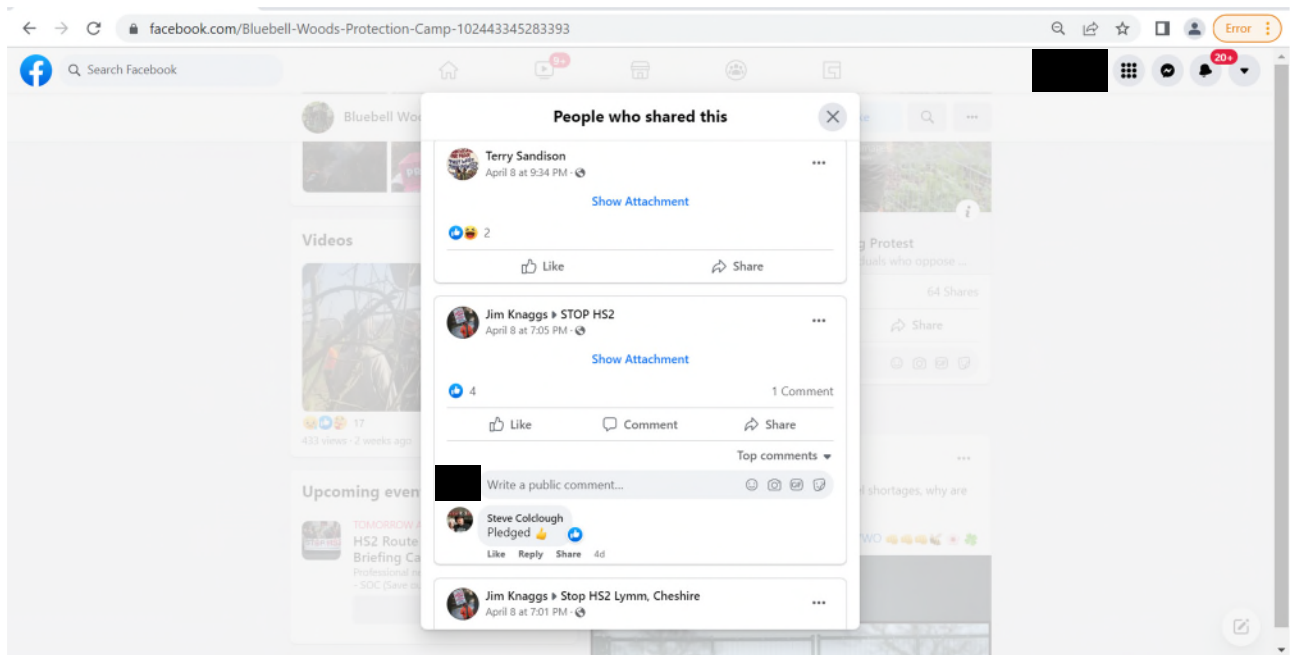 facebook.com/Bluebell-Woods-Protection-Camp-102443345283393
Error
Search Facebook
9+
20+
Bluebell Wo
People who shared this
Terry Sandison
April 8 at 9:34 PM ·
Show Attachment
2
Like Share
Jim Knaggs ▸ STOP HS2
April 8 at 7:05 PM ·
Show Attachment
4 1 Comment
Like Comment Share
Top comments
Write a public comment...
GIF
Steve Colclough
Pledged 👍
Like Reply Share 4d
Jim Knaggs ▸ Stop HS2 Lymm, Cheshire
April 8 at 7:01 PM ·
Videos
17
433 views · 2 weeks ago
Upcoming even
TOMORROW A
HS2 Route
Briefing Ca
Professional
- SOC (Save
g Protest
duals who oppose ...
64 Shares
Share
GIF
l shortages, why are
WO